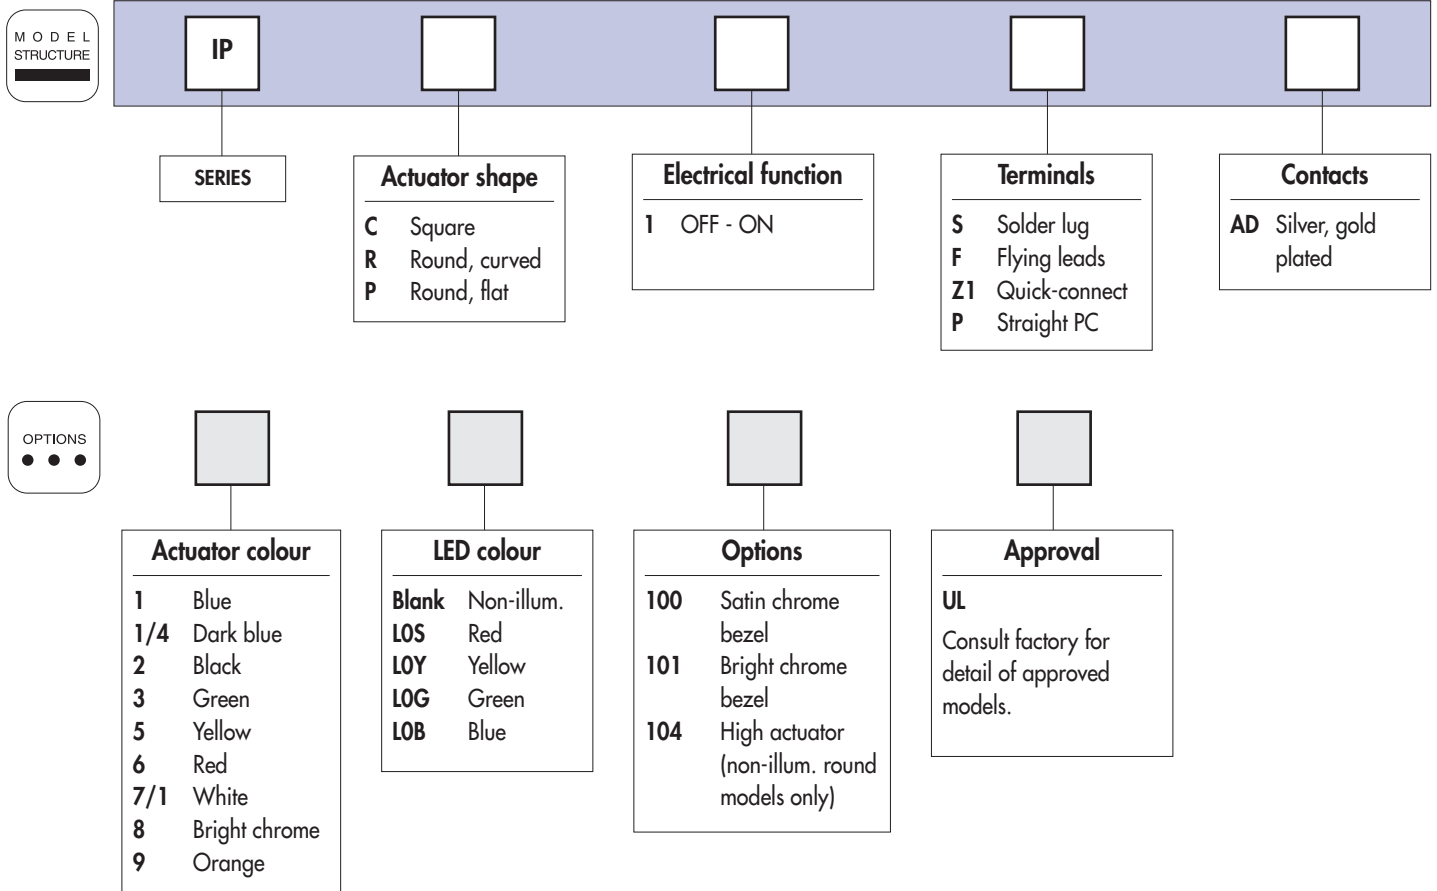 MODEL
STRUCTURE
IP
SERIES
Actuator shape
C Square
R Round, curved
P Round, flat
Electrical function
1 OFF - ON
Terminals
S Solder lug
F Flying leads
Z1 Quick-connect
P Straight PC
Contacts
AD Silver, gold
plated
OPTIONS
Actuator colour
1 Blue
1/4 Dark blue
2 Black
3 Green
5 Yellow
6 Red
7/1 White
8 Bright chrome
9 Orange
LED colour
Blank Non-illum.
L0S Red
L0Y Yellow
L0G Green
L0B Blue
Options
100 Satin chrome
bezel
101 Bright chrome
bezel
104 High actuator
(non-illum. round
models only)
Approval
UL
Consult factory for
detail of approved
models.